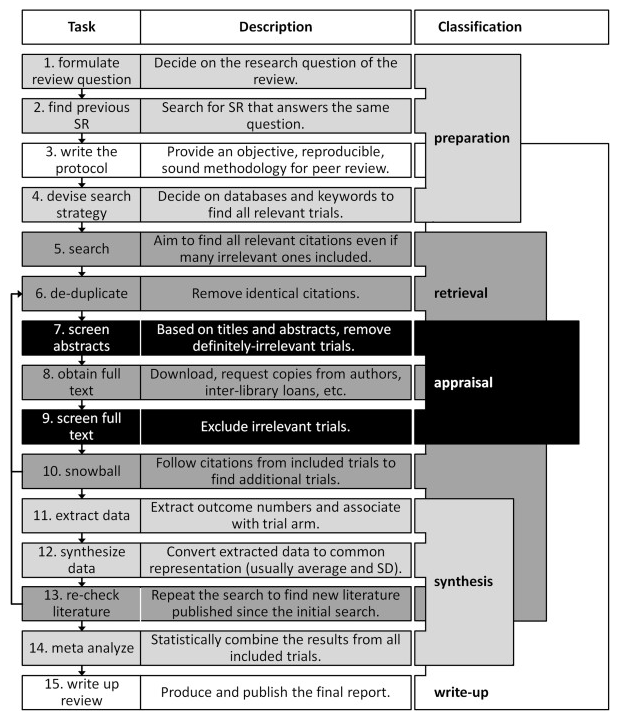 Task
Description
Classification
1. formulate
review question
Decide on the research question of the
review.
2. find previous
SR
Search for SR that answers the same
question.
3. write the
protocol
Provide an objective, reproducible,
sound methodology for peer review.
4. devise search
strategy
Decide on databases and keywords to
find all relevant trials.
preparation
5. search
Aim to find all relevant citations even if
many irrelevant ones included.
6. de-duplicate
Remove identical citations.
retrieval
7. screen
abstracts
Based on titles and abstracts, remove
definitely-irrelevant trials.
8. obtain full
text
Download, request copies from authors,
inter-library loans, etc.
appraisal
9. screen full
text
Exclude irrelevant trials.
10. snowball
Follow citations from included trials to
find additional trials.
11. extract data
Extract outcome numbers and associate
with trial arm.
12. synthesize
data
Convert extracted data to common
representation (usually average and SD).
synthesis
13. re-check
literature
Repeat the search to find new literature
published since the initial search.
14. meta analyze
Statistically combine the results from all
included trials.
15. write up
review
Produce and publish the final report.
write-up